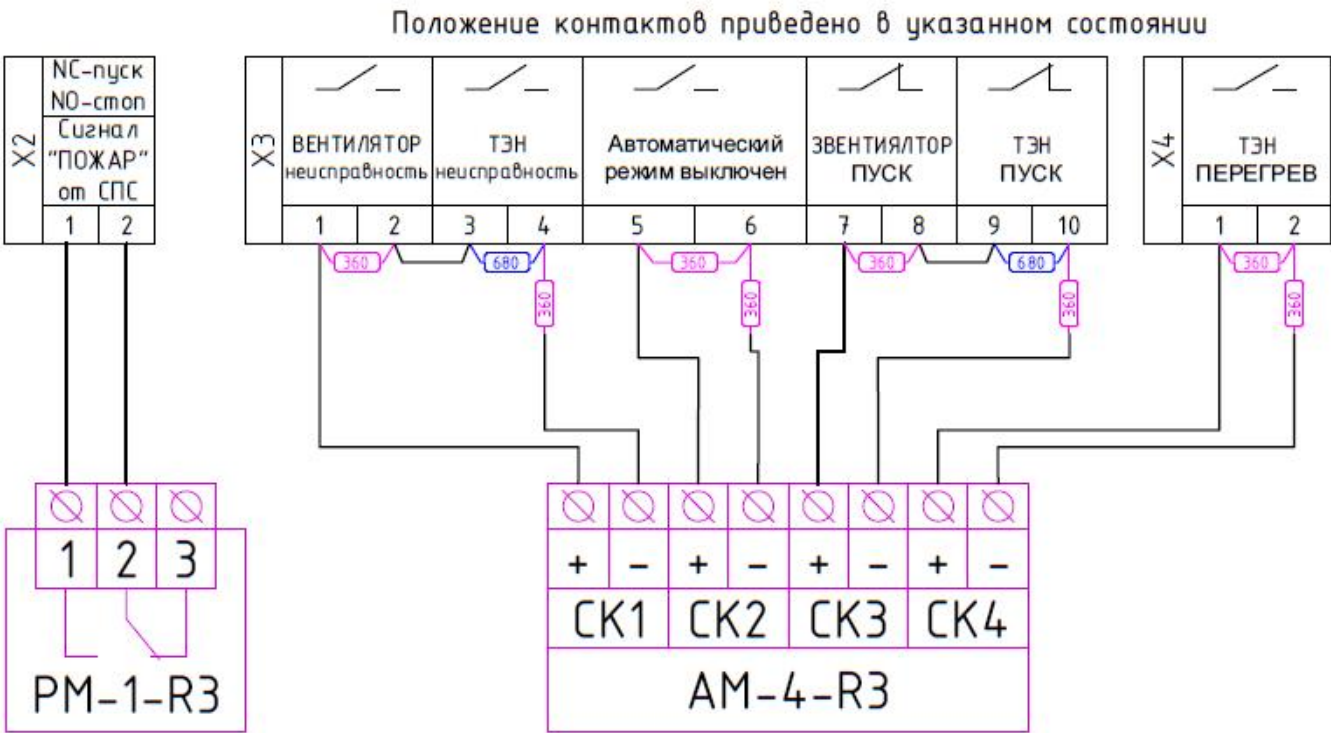 Положение контактов приведено в указанном состоянии
X2
NC-пуск
NO-стоп
Сигнал
"ПОЖАР"
от СПС
1 2
X3
ВЕНТИЛЯТОР
неисправность
ТЭН
неисправность
Автоматический
режим выключен
ЗВЕНТИЯЛТОР
ПУСК
ТЭН
ПУСК
1 2 3 4 5 6 7 8 9 10
X4
ТЭН
ПЕРЕГРЕВ
1 2
360 680 360 360 680 360
360 360 360 360
1 2 3
PM-1-R3
+ - + - + - + -
СК1 СК2 СК3 СК4
AM-4-R3